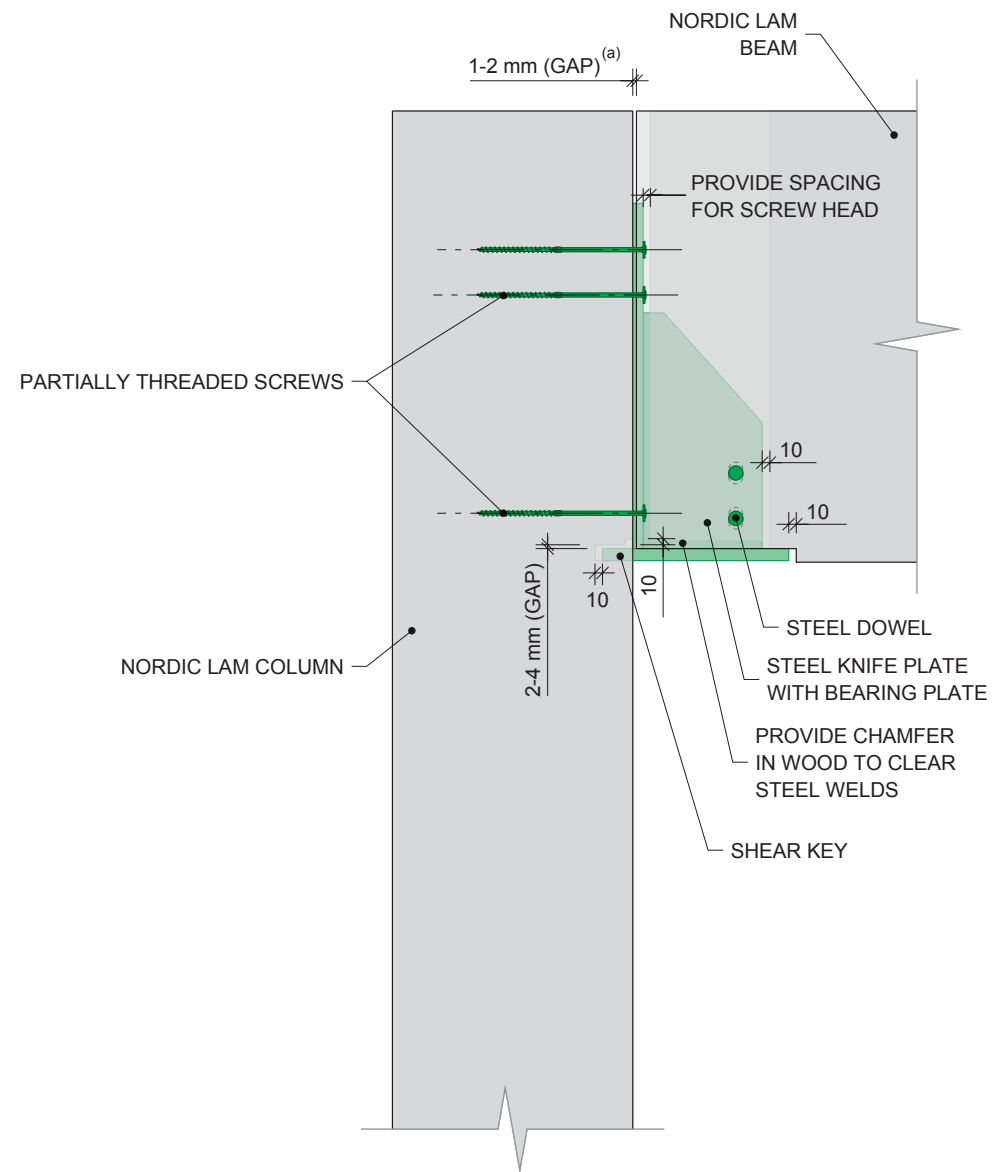 NORDIC LAM
BEAM
1-2 mm (GAP)(a)
PROVIDE SPACING
FOR SCREW HEAD
PARTIALLY THREADED SCREWS
10
10
10
10
2-4 mm (GAP)
NORDIC LAM COLUMN
STEEL DOWEL
STEEL KNIFE PLATE
WITH BEARING PLATE
PROVIDE CHAMFER
IN WOOD TO CLEAR
STEEL WELDS
SHEAR KEY